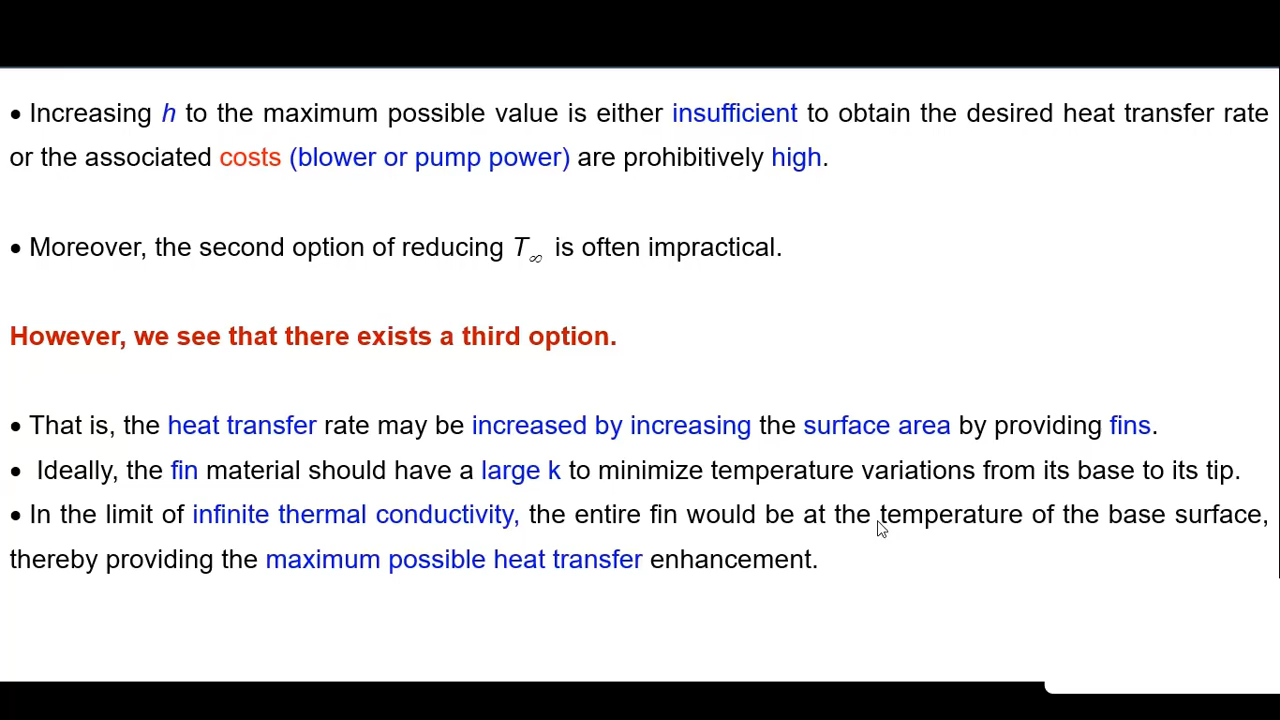 • Increasing h to the maximum possible value is either insufficient to obtain the desired heat transfer rate
or the associated costs (blower or pump power) are prohibitively high.
• Moreover, the second option of reducing T∞ is often impractical.
However, we see that there exists a third option.
• That is, the heat transfer rate may be increased by increasing the surface area by providing fins.
• Ideally, the fin material should have a large k to minimize temperature variations from its base to its tip.
• In the limit of infinite thermal conductivity, the entire fin would be at the temperature of the base surface,
thereby providing the maximum possible heat transfer enhancement.